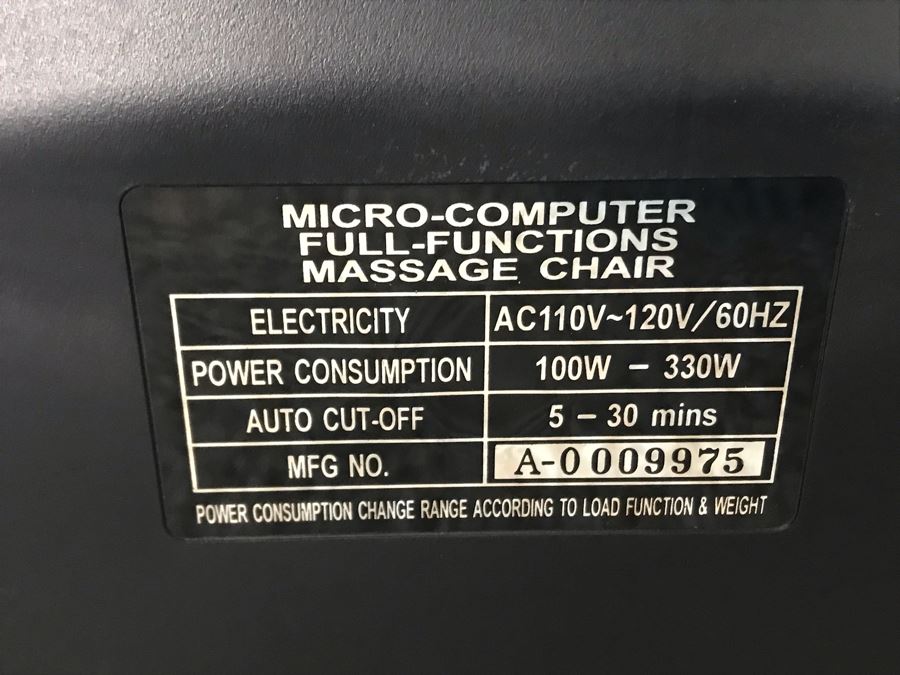 MICRO-COMPUTER
FULL-FUNCTIONS
MASSAGE CHAIR
ELECTRICITY AC110V~120V/60HZ
POWER CONSUMPTION 100W - 330W
AUTO CUT-OFF 5 - 30 mins
MFG NO. A-0009975
POWER CONSUMPTION CHANGE RANGE ACCORDING TO LOAD FUNCTION & WEIGHT